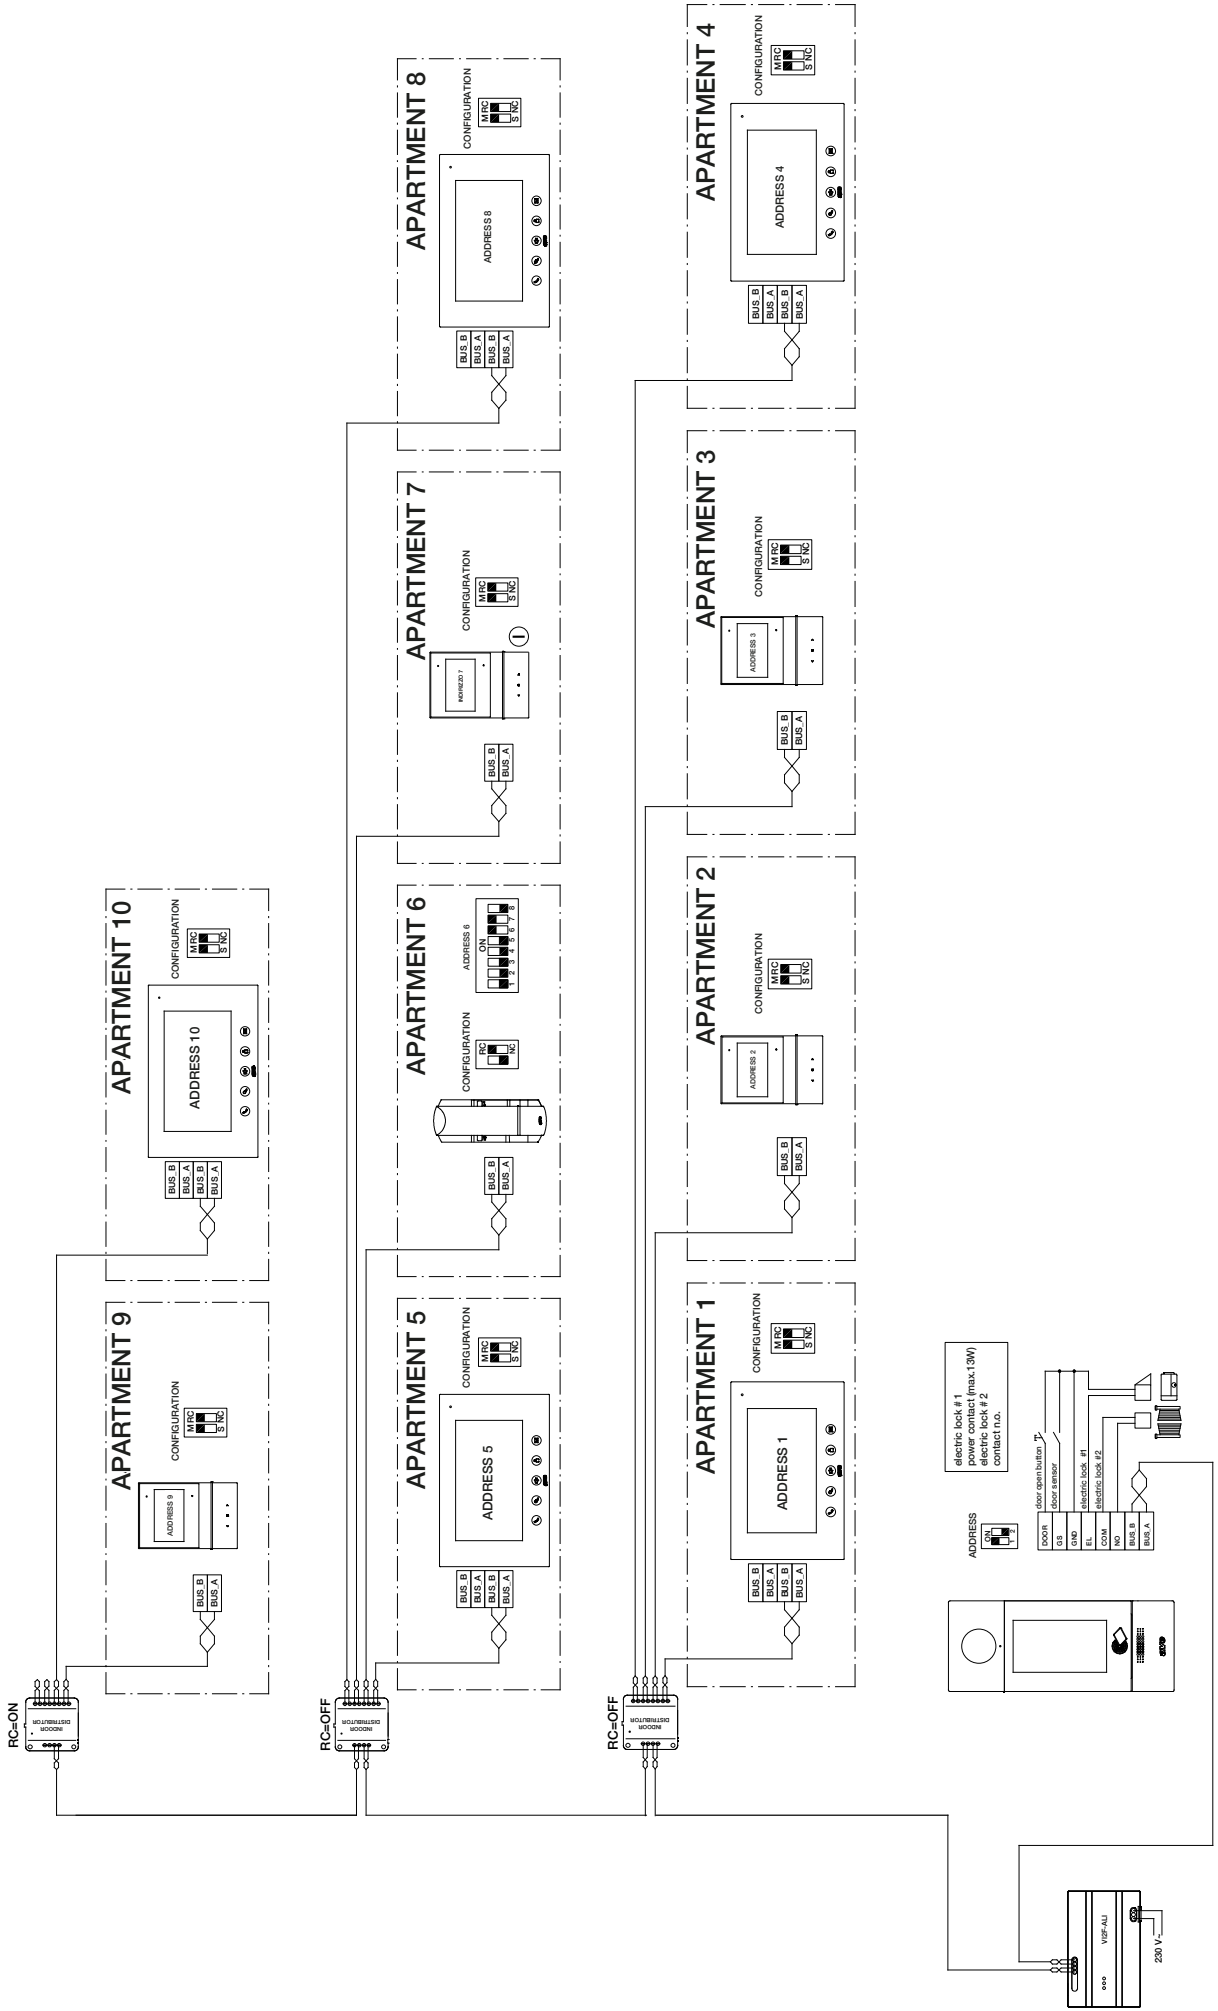 RC=ON
INDOOR
DISTRIBUTOR
APARTMENT 9
CONFIGURATION
M RC
S NC
ADDRESS 9
BUS_B
BUS_A
APARTMENT 10
CONFIGURATION
M RC
S NC
ADDRESS 10
BUS_B
BUS_A
BUS_B
BUS_A
RC=OFF
INDOOR
DISTRIBUTOR
APARTMENT 5
CONFIGURATION
M RC
S NC
ADDRESS 5
BUS_B
BUS_A
BUS_B
BUS_A
APARTMENT 6
CONFIGURATION
RC
NC
ADDRESS 6
ON
1 2 3 4 5 6 7 8
BUS_B
BUS_A
APARTMENT 7
CONFIGURATION
M RC
S NC
INDIRIZZO 7
BUS_B
BUS_A
APARTMENT 8
CONFIGURATION
M RC
S NC
ADDRESS 8
BUS_B
BUS_A
BUS_B
BUS_A
RC=OFF
INDOOR
DISTRIBUTOR
APARTMENT 1
CONFIGURATION
M RC
S NC
ADDRESS 1
BUS_B
BUS_A
BUS_B
BUS_A
APARTMENT 2
CONFIGURATION
M RC
S NC
ADDRESS 2
BUS_B
BUS_A
APARTMENT 3
CONFIGURATION
M RC
S NC
ADDRESS 3
BUS_B
BUS_A
APARTMENT 4
CONFIGURATION
M RC
S NC
ADDRESS 4
BUS_B
BUS_A
BUS_B
BUS_A
electric lock # 1
power contact (max.13W)
electric lock # 2
contact n.o.
ADDRESS
ON
1 2
DOOR
door open button
GS
door sensor
GND
EL
electric lock #1
COM
electric lock #2
NO
BUS_B
BUS_A
VI2F-ALI
230 V~